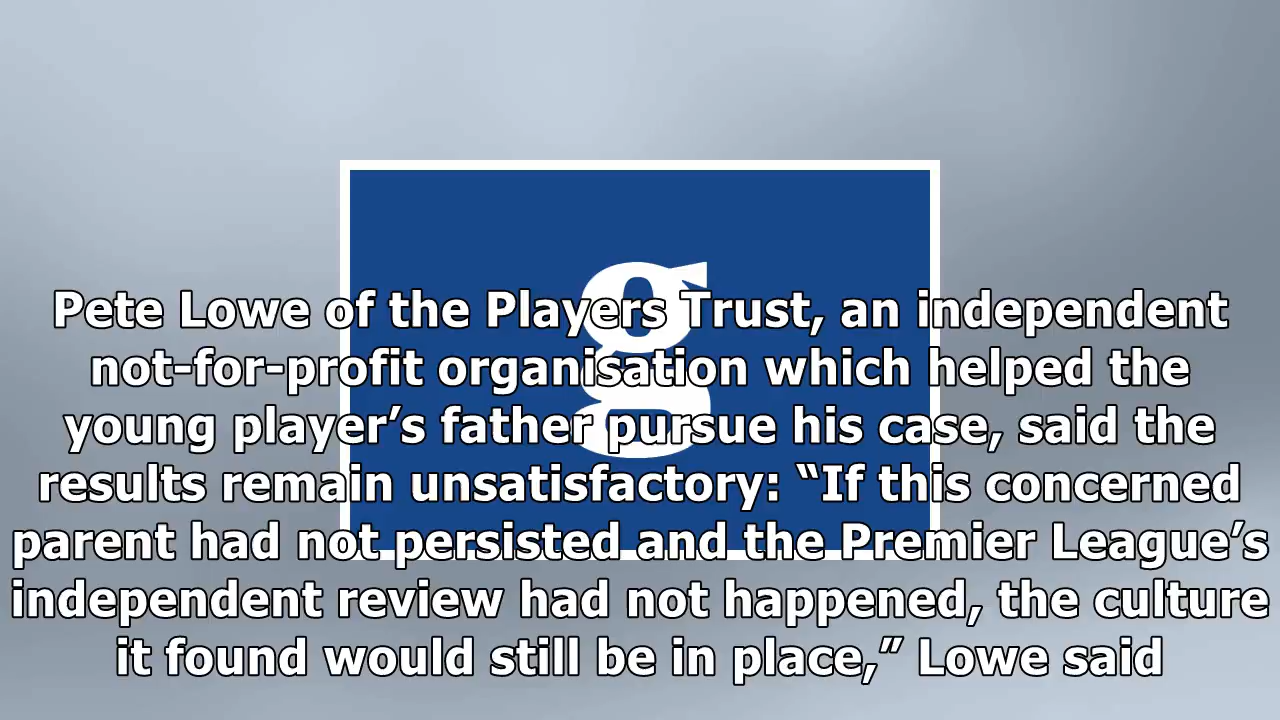 g
Pete Lowe of the Players Trust, an independent
not-for-profit organisation which helped the
young player’s father pursue his case, said the
results remain unsatisfactory: “If this concerned
parent had not persisted and the Premier League’s
independent review had not happened, the culture
it found would still be in place,” Lowe said